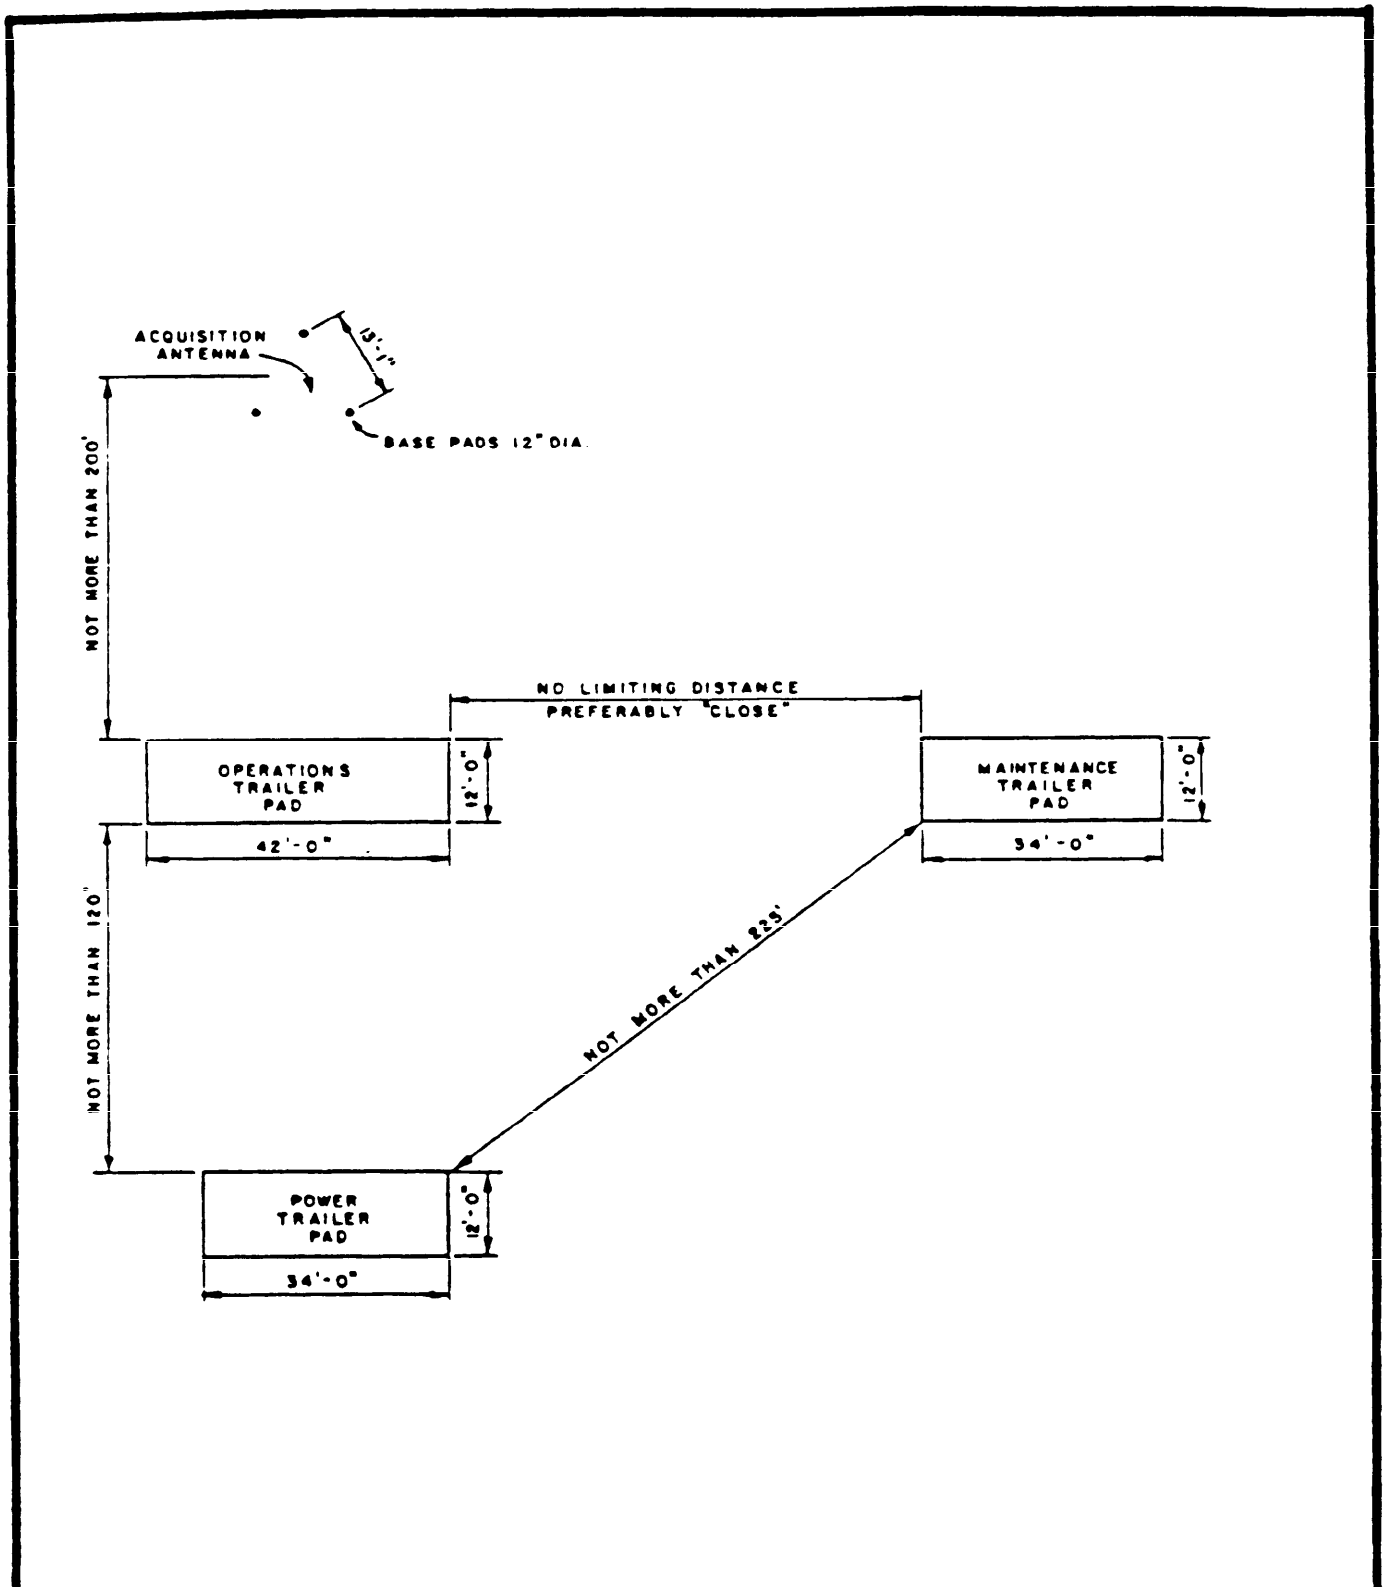 ACQUISITION
ANTENNA
13'-1"
BASE PADS 12" DIA.
NOT MORE THAN 200'
NO LIMITING DISTANCE
PREFERABLY "CLOSE"
OPERATIONS
TRAILER
PAD
12'-0"
42'-0"
MAINTENANCE
TRAILER
PAD
12'-0"
34'-0"
NOT MORE THAN 120'
NOT MORE THAN 225'
POWER
TRAILER
PAD
12'-0"
34'-0"